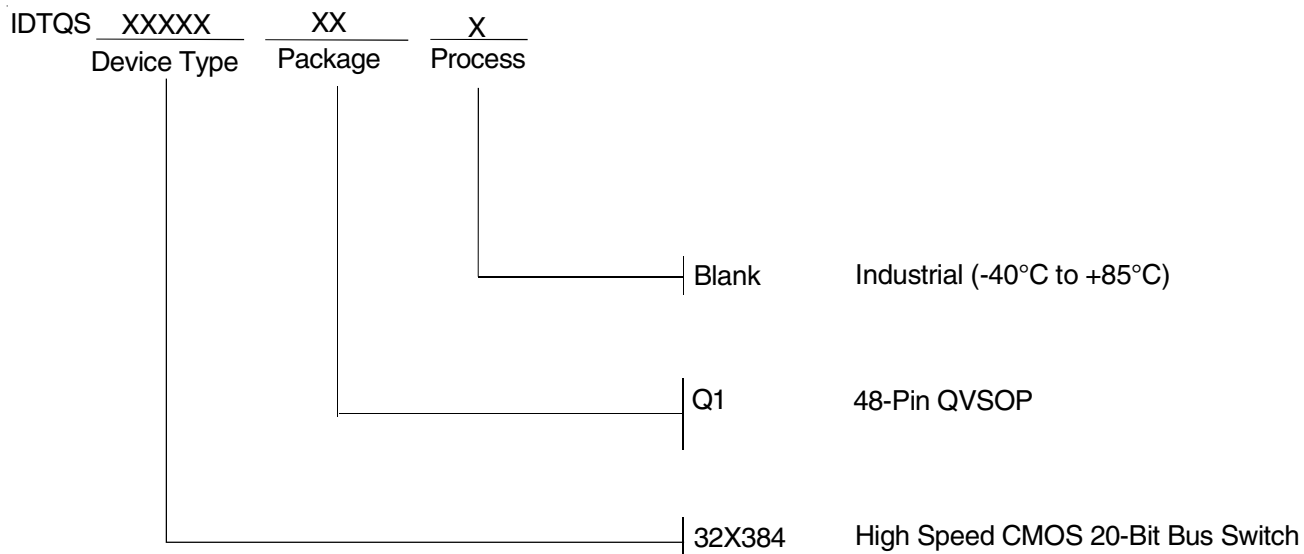 IDTQS XXXXX XX X
Device Type Package Process
Blank Industrial (-40°C to +85°C)
Q1 48-Pin QVSOP
32X384 High Speed CMOS 20-Bit Bus Switch